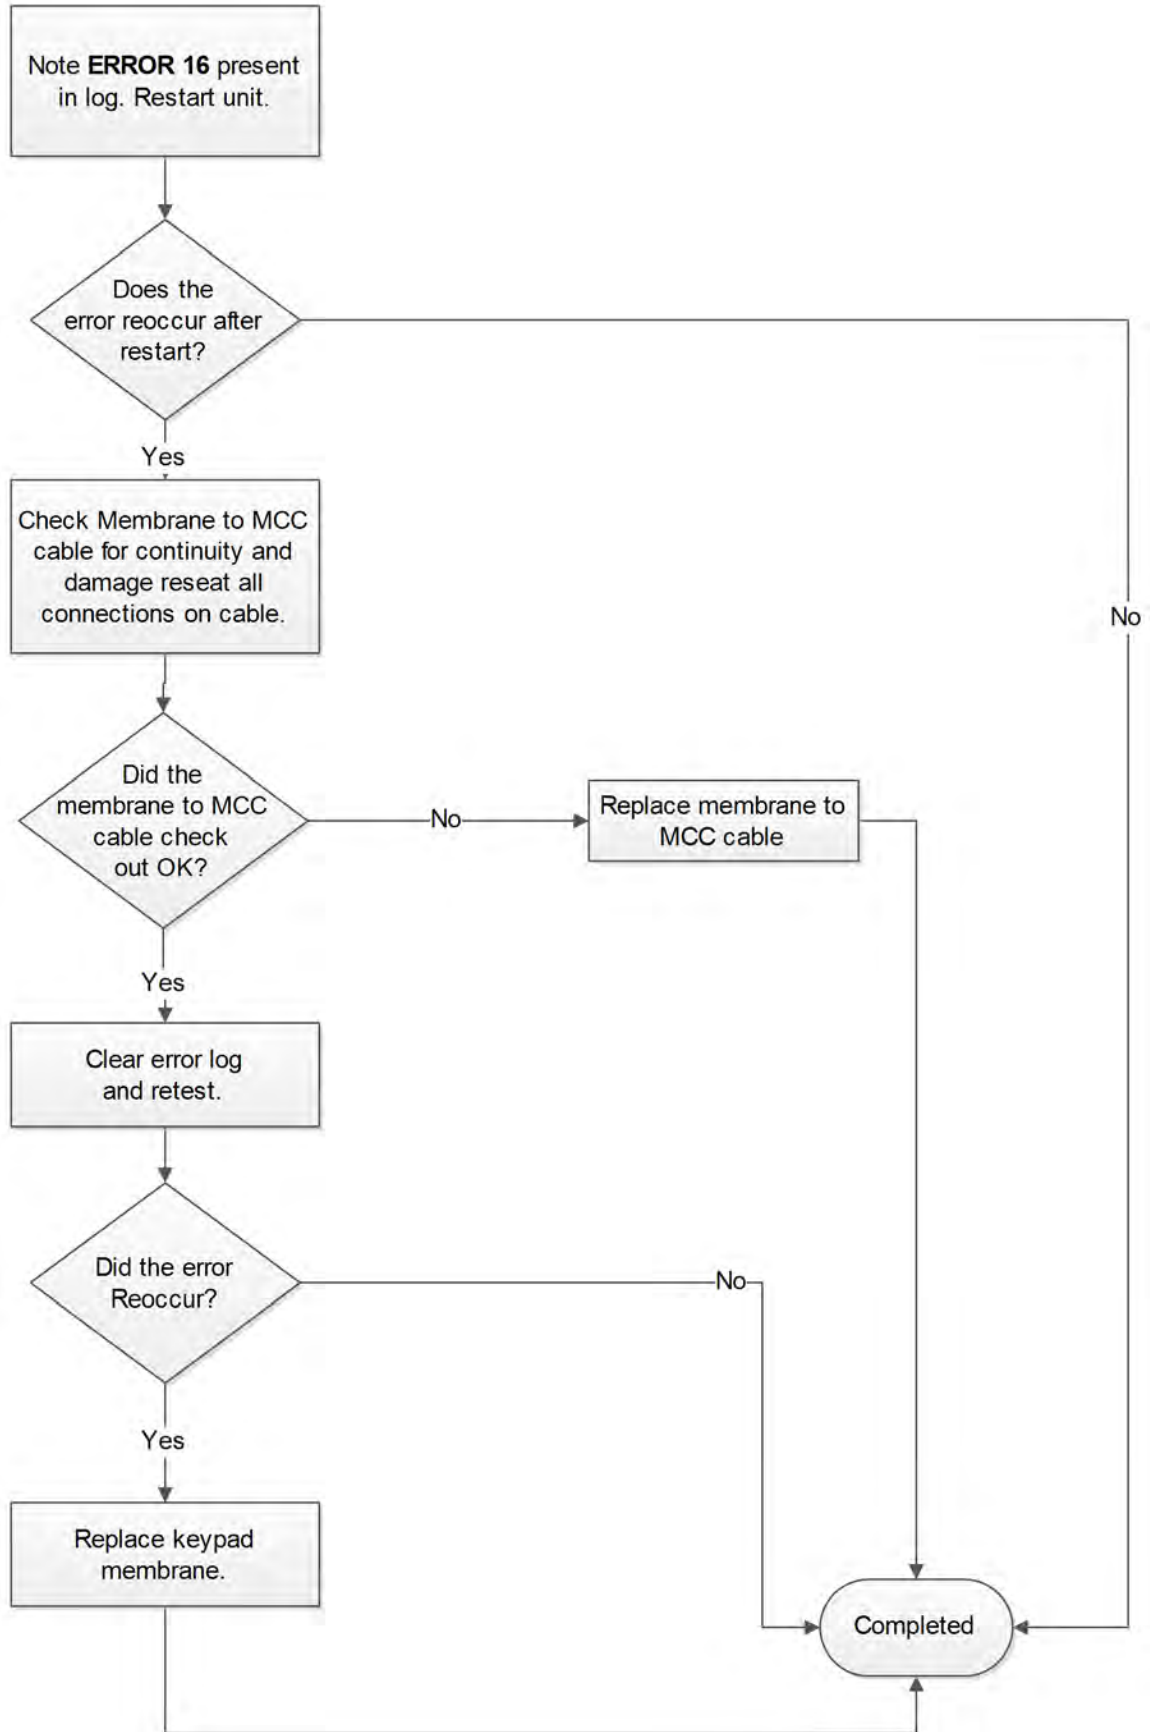 Note ERROR 16 present
in log. Restart unit.
Does the
error reoccur after
restart?
Yes
Check Membrane to MCC
cable for continuity and
damage reseat all
connections on cable.
No
Did the
membrane to MCC
cable check
out OK?
No
Replace membrane to
MCC cable
Yes
Clear error log
and retest.
Did the error
Reoccur?
No
Yes
Replace keypad
membrane.
Completed